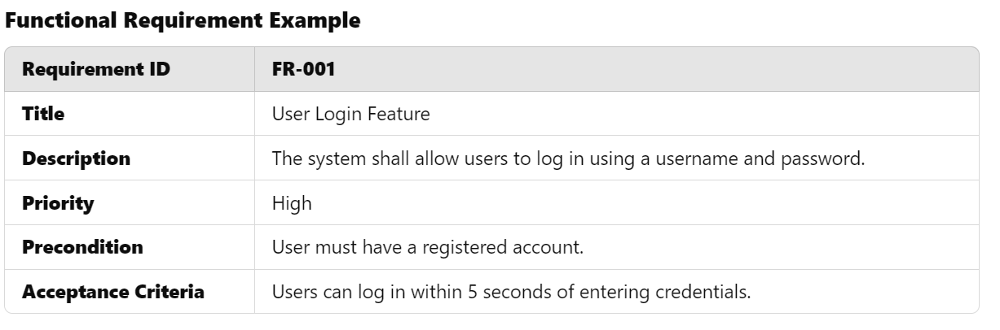 Functional Requirement Example
Requirement ID FR-001
Title User Login Feature
Description The system shall allow users to log in using a username and password.
Priority High
Precondition User must have a registered account.
Acceptance Criteria Users can log in within 5 seconds of entering credentials.